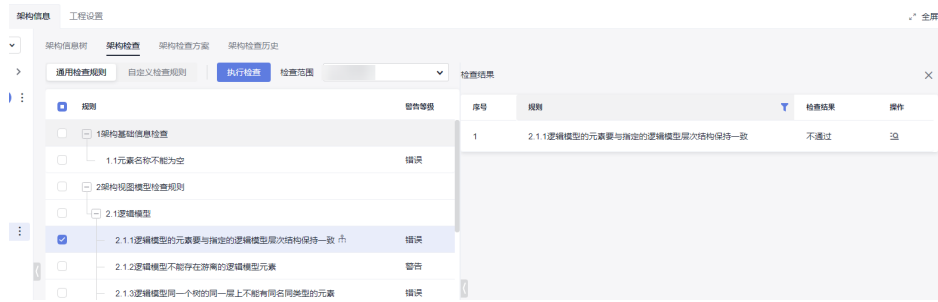 架构信息 工程设置 全屏
架构信息树 架构检查 架构检查方案 架构检查历史
通用检查规则 自定义检查规则 执行检查 检查范围 检查结果
规则 警告等级 序号 规则 检查结果 操作
1架构基础信息检查
1 2.1.1逻辑模型的元素要与指定的逻辑模型层次结构保持一致 不通过
1.1元素名称不能为空 错误
2架构视图模型检查规则
2.1逻辑模型
2.1.1逻辑模型的元素要与指定的逻辑模型层次结构保持一致 错误
2.1.2逻辑模型不能存在游离的逻辑模型元素 警告
2.1.3逻辑模型同一个树的同一层上不能有同名同类型的元素 错误